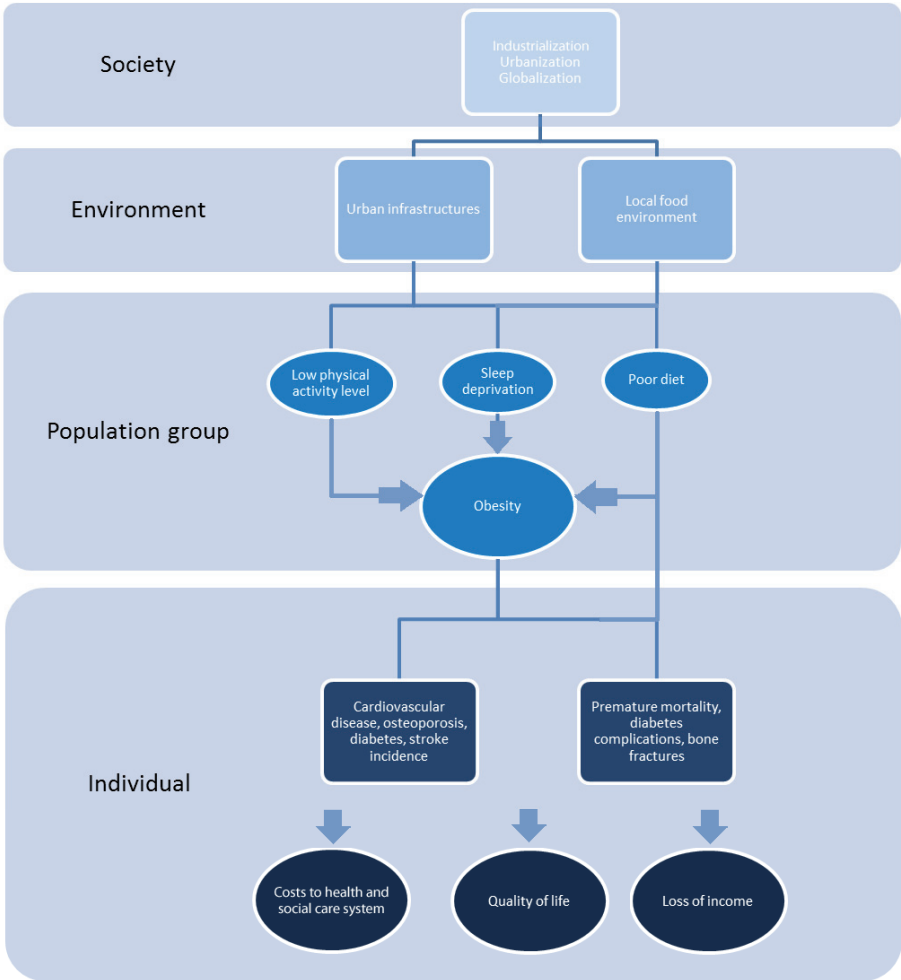 Society
Industrialization
Urbanization
Globalization
Environment
Urban infrastructures
Local food
environment
Population group
Low physical
activity level
Sleep
deprivation
Poor diet
Obesity
Individual
Cardiovascular
disease, osteoporosis,
diabetes, stroke
incidence
Premature mortality,
diabetes
complications, bone
fractures
Costs to health and
social care system
Quality of life
Loss of income